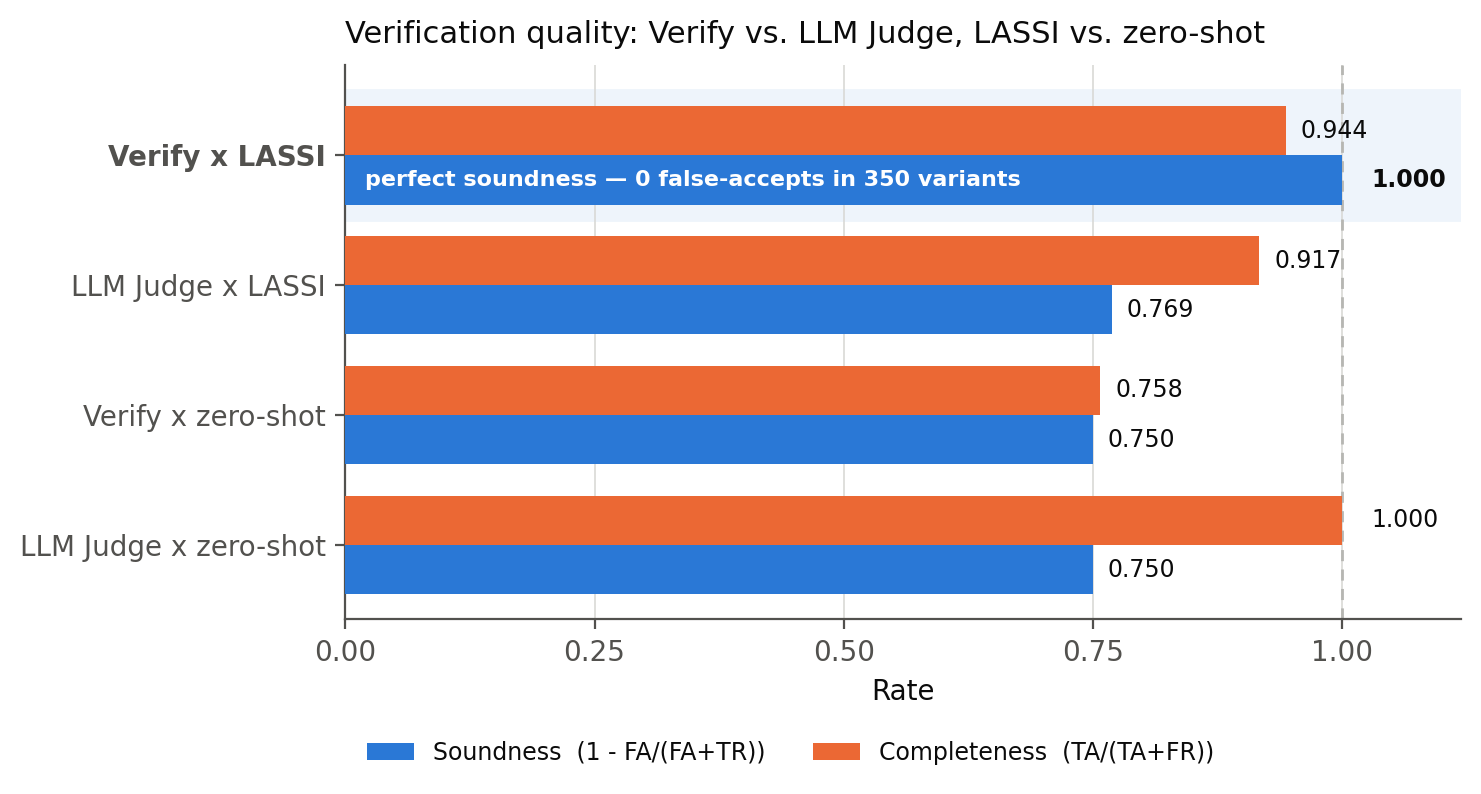 Verification quality: Verify vs. LLM Judge, LASSI vs. zero-shot
Verify x LASSI
0.944
perfect soundness — 0 false-accepts in 350 variants
1.000
LLM Judge x LASSI
0.917
0.769
Verify x zero-shot
0.758
0.750
LLM Judge x zero-shot
1.000
0.750
0.00 0.25 0.50 0.75 1.00
Rate
Soundness (1 - FA/(FA+TR)) Completeness (TA/(TA+FR))